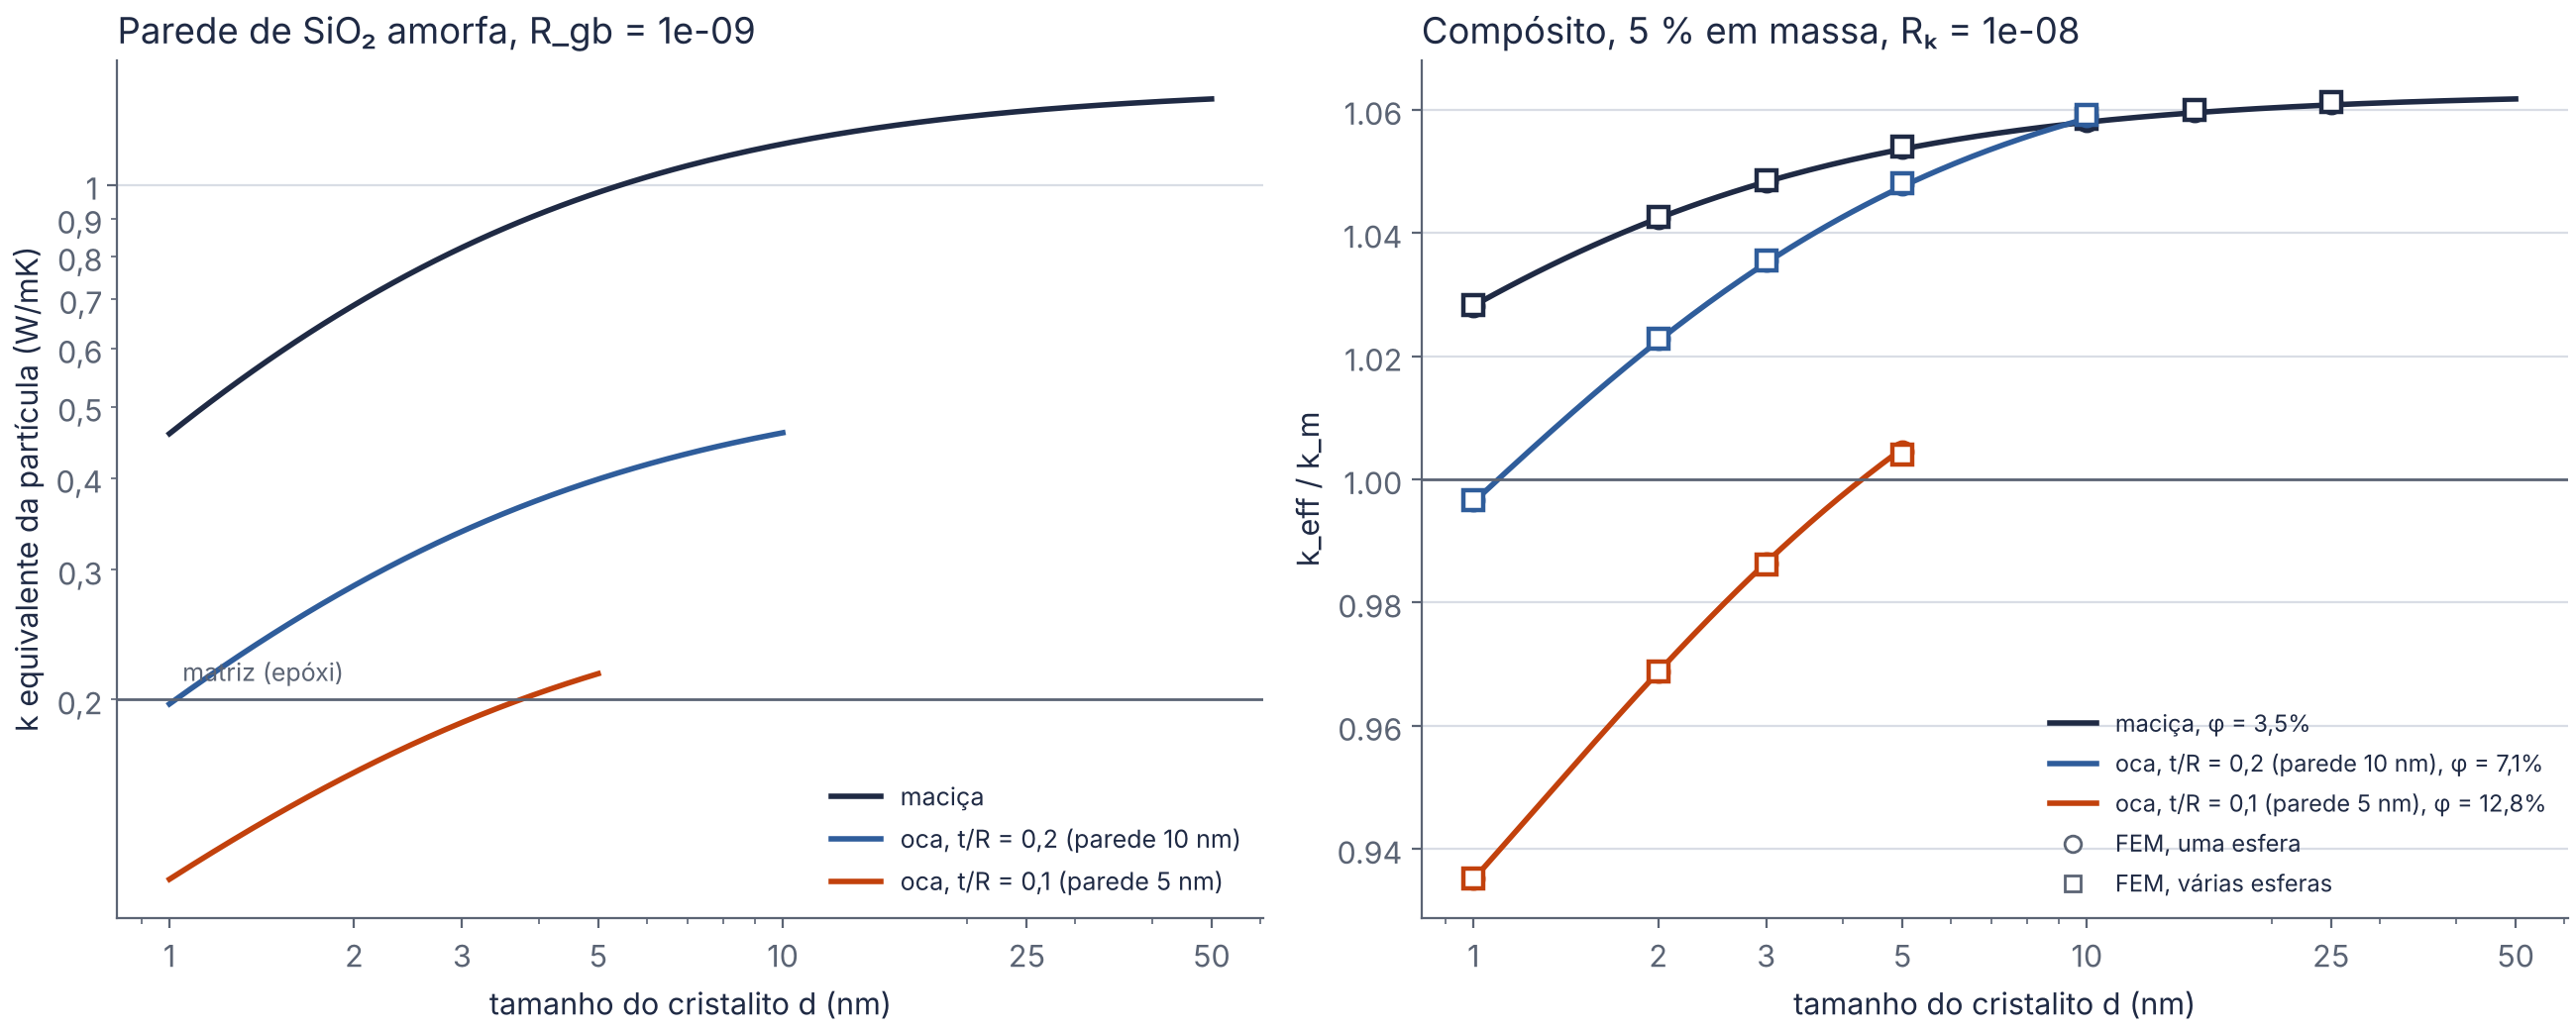 Parede de SiO₂ amorfa, R_gb = 1e-09
k equivalente da partícula (W/mK)
1
0,9
0,8
0,7
0,6
0,5
0,4
0,3
0,2
matriz (epóxi)
maciça
oca, t/R = 0,2 (parede 10 nm)
oca, t/R = 0,1 (parede 5 nm)
1 2 3 5 10 25 50
tamanho do cristalito d (nm)
Compósito, 5 % em massa, Rₖ = 1e-08
k_eff / k_m
1.06
1.04
1.02
1.00
0.98
0.96
0.94
maciça, φ = 3,5%
oca, t/R = 0,2 (parede 10 nm), φ = 7,1%
oca, t/R = 0,1 (parede 5 nm), φ = 12,8%
FEM, uma esfera
FEM, várias esferas
1 2 3 5 10 25 50
tamanho do cristalito d (nm)